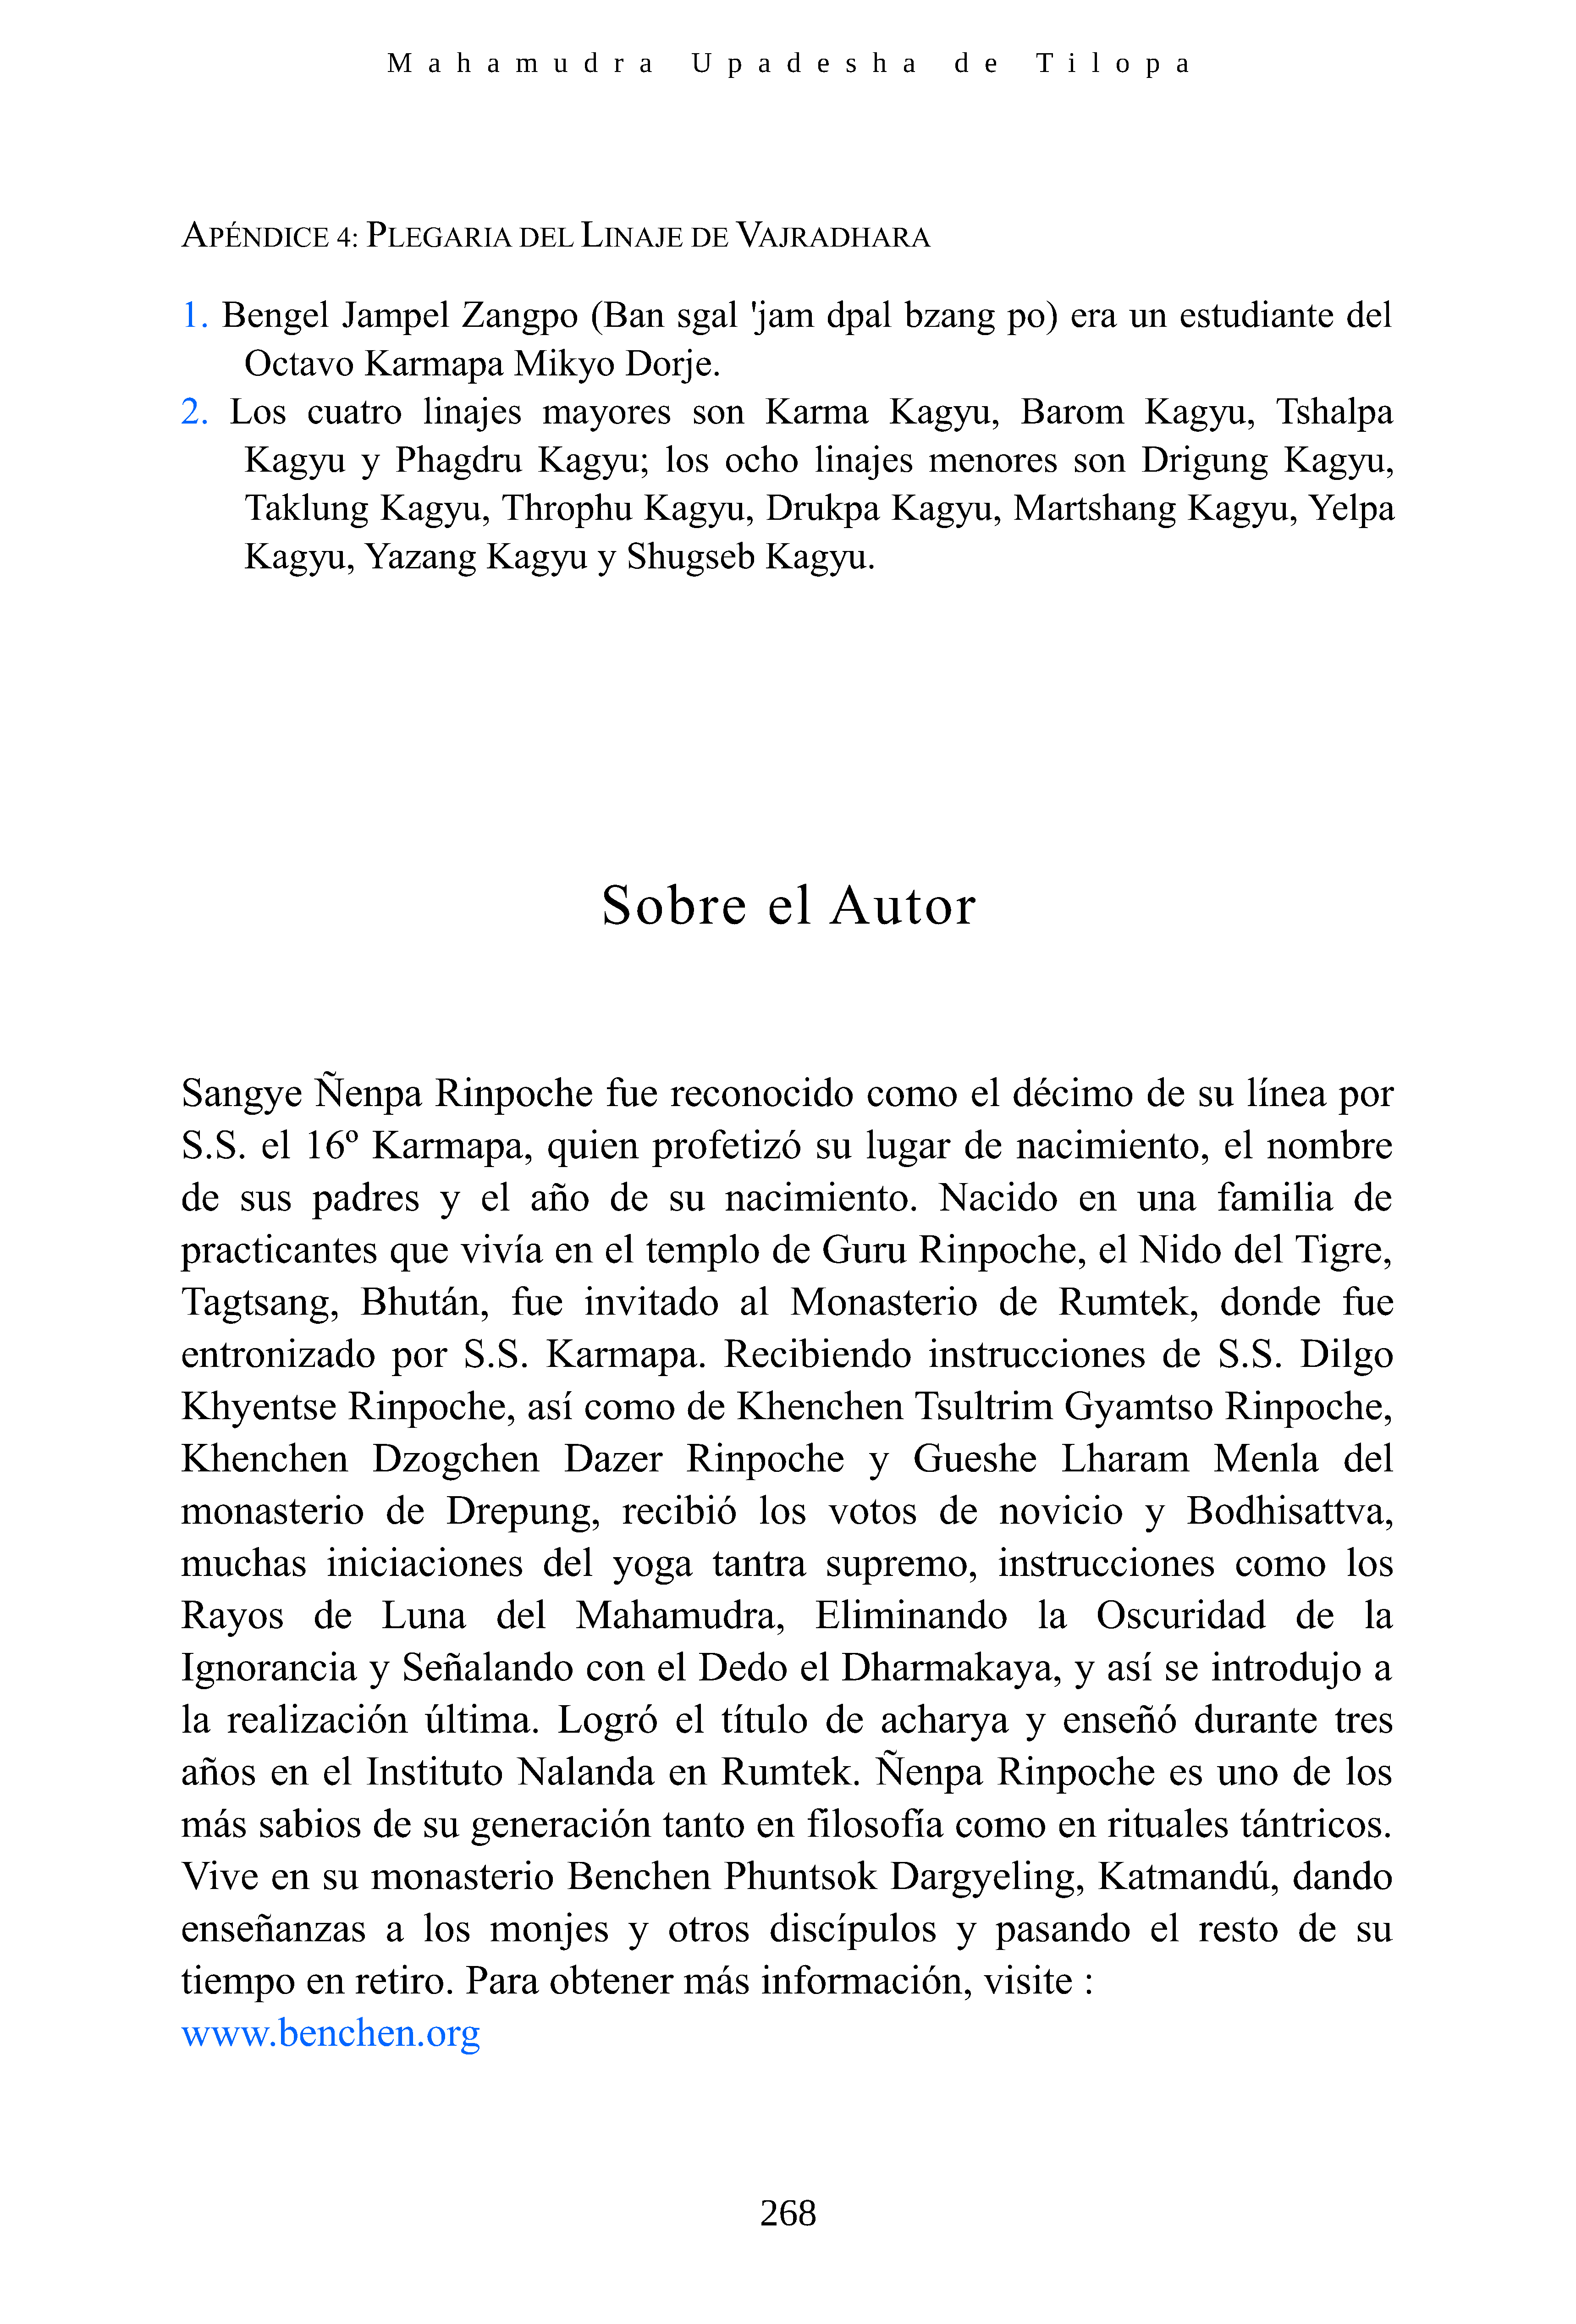 Mahamudra Upadesha de Tilopa
APÉNDICE 4: PLEGARIA DEL LINAJE DE VAJRADHARA
1. Bengel Jampel Zangpo (Ban sgal 'jam dpal bzang po) era un estudiante del
Octavo Karmapa Mikyo Dorje.
2. Los cuatro linajes mayores son Karma Kagyu, Barom Kagyu, Tshalpa
Kagyu y Phagdru Kagyu; los ocho linajes menores son Drigung Kagyu,
Taklung Kagyu, Throphu Kagyu, Drukpa Kagyu, Martshang Kagyu, Yelpa
Kagyu, Yazang Kagyu y Shugseb Kagyu.
Sobre el Autor
Sangye Ñenpa Rinpoche fue reconocido como el décimo de su línea por
S.S. el 16º Karmapa, quien profetizó su lugar de nacimiento, el nombre
de sus padres y el año de su nacimiento. Nacido en una familia de
practicantes que vivía en el templo de Guru Rinpoche, el Nido del Tigre,
Tagtsang, Bhután, fue invitado al Monasterio de Rumtek, donde fue
entronizado por S.S. Karmapa. Recibiendo instrucciones de S.S. Dilgo
Khyentse Rinpoche, así como de Khenchen Tsultrim Gyamtso Rinpoche,
Khenchen Dzogchen Dazer Rinpoche y Gueshe Lharam Menla del
monasterio de Drepung, recibió los votos de novicio y Bodhisattva,
muchas iniciaciones del yoga tantra supremo, instrucciones como los
Rayos de Luna del Mahamudra, Eliminando la Oscuridad de la
Ignorancia y Señalando con el Dedo el Dharmakaya, y así se introdujo a
la realización última. Logró el título de acharya y enseñó durante tres
años en el Instituto Nalanda en Rumtek. Ñenpa Rinpoche es uno de los
más sabios de su generación tanto en filosofía como en rituales tántricos.
Vive en su monasterio Benchen Phuntsok Dargyeling, Katmandú, dando
enseñanzas a los monjes y otros discípulos y pasando el resto de su
tiempo en retiro. Para obtener más información, visite :
www.benchen.org
268